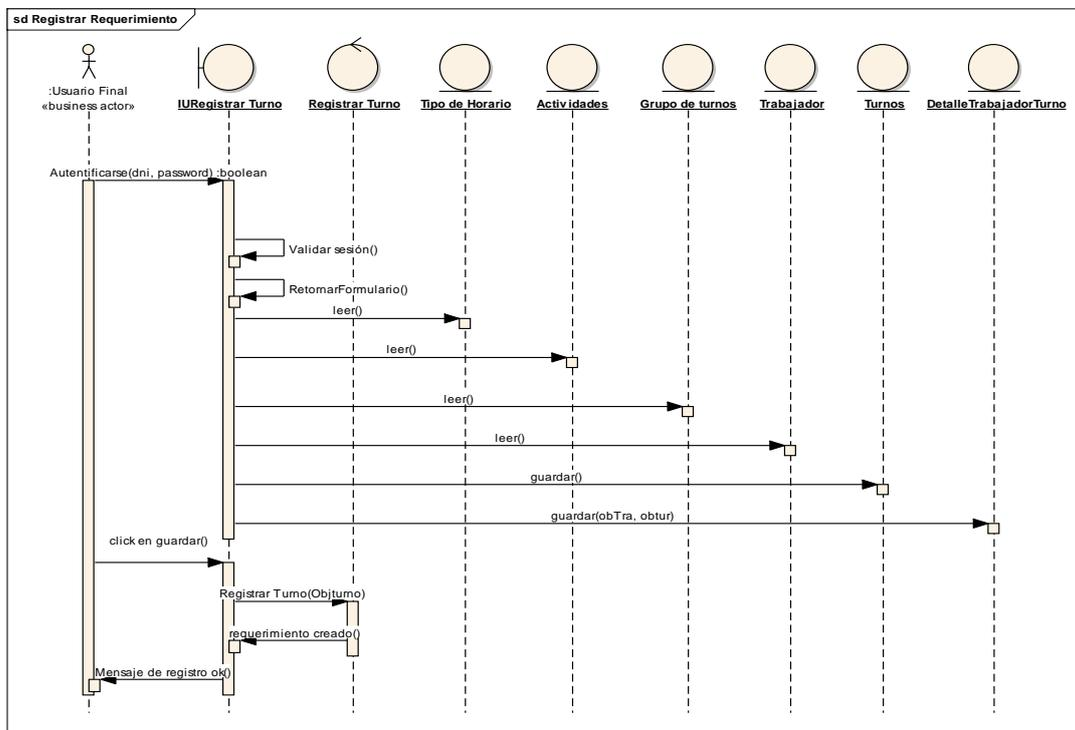 sd Registrar Requerimiento
:Usuario Final
«business actor»
IURegistrar Turno
Registrar Turno
Tipo de Horario
Actividades
Grupo de turnos
Trabajador
Turnos
DetalleTrabajadorTurno
Autentificarse(dni, password) :boolean
Validar sesión()
RetornarFormulario()
leer()
leer()
leer()
leer()
guardar()
guardar(obTra, obtur)
click en guardar()
Registrar Turno(Objturno)
requerimiento creado()
Mensaje de registro ok()